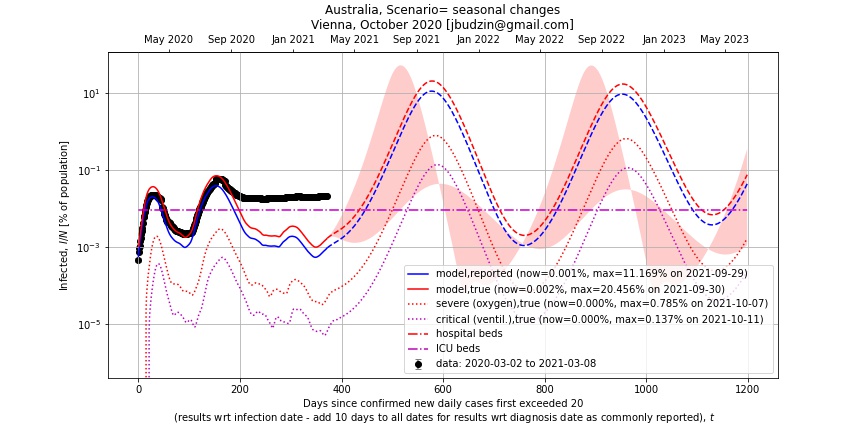 Australia, Scenario= seasonal changes
Vienna, October 2020 [jbudzin@gmail.com]
May 2020 Sep 2020 Jan 2021 May 2021 Sep 2021 Jan 2022 May 2022 Sep 2022 Jan 2023 May 2023
Infected, I/N [% of population]
10¹
10⁻¹
10⁻³
10⁻⁵
model,reported (now=0.001%, max=11.169% on 2021-09-29)
model,true (now=0.002%, max=20.456% on 2021-09-30)
severe (oxygen),true (now=0.000%, max=0.785% on 2021-10-07)
critical (ventil.),true (now=0.000%, max=0.137% on 2021-10-11)
hospital beds
ICU beds
data: 2020-03-02 to 2021-03-08
0 200 400 600 800 1000 1200
Days since confirmed new daily cases first exceeded 20
(results wrt infection date - add 10 days to all dates for results wrt diagnosis date as commonly reported), t